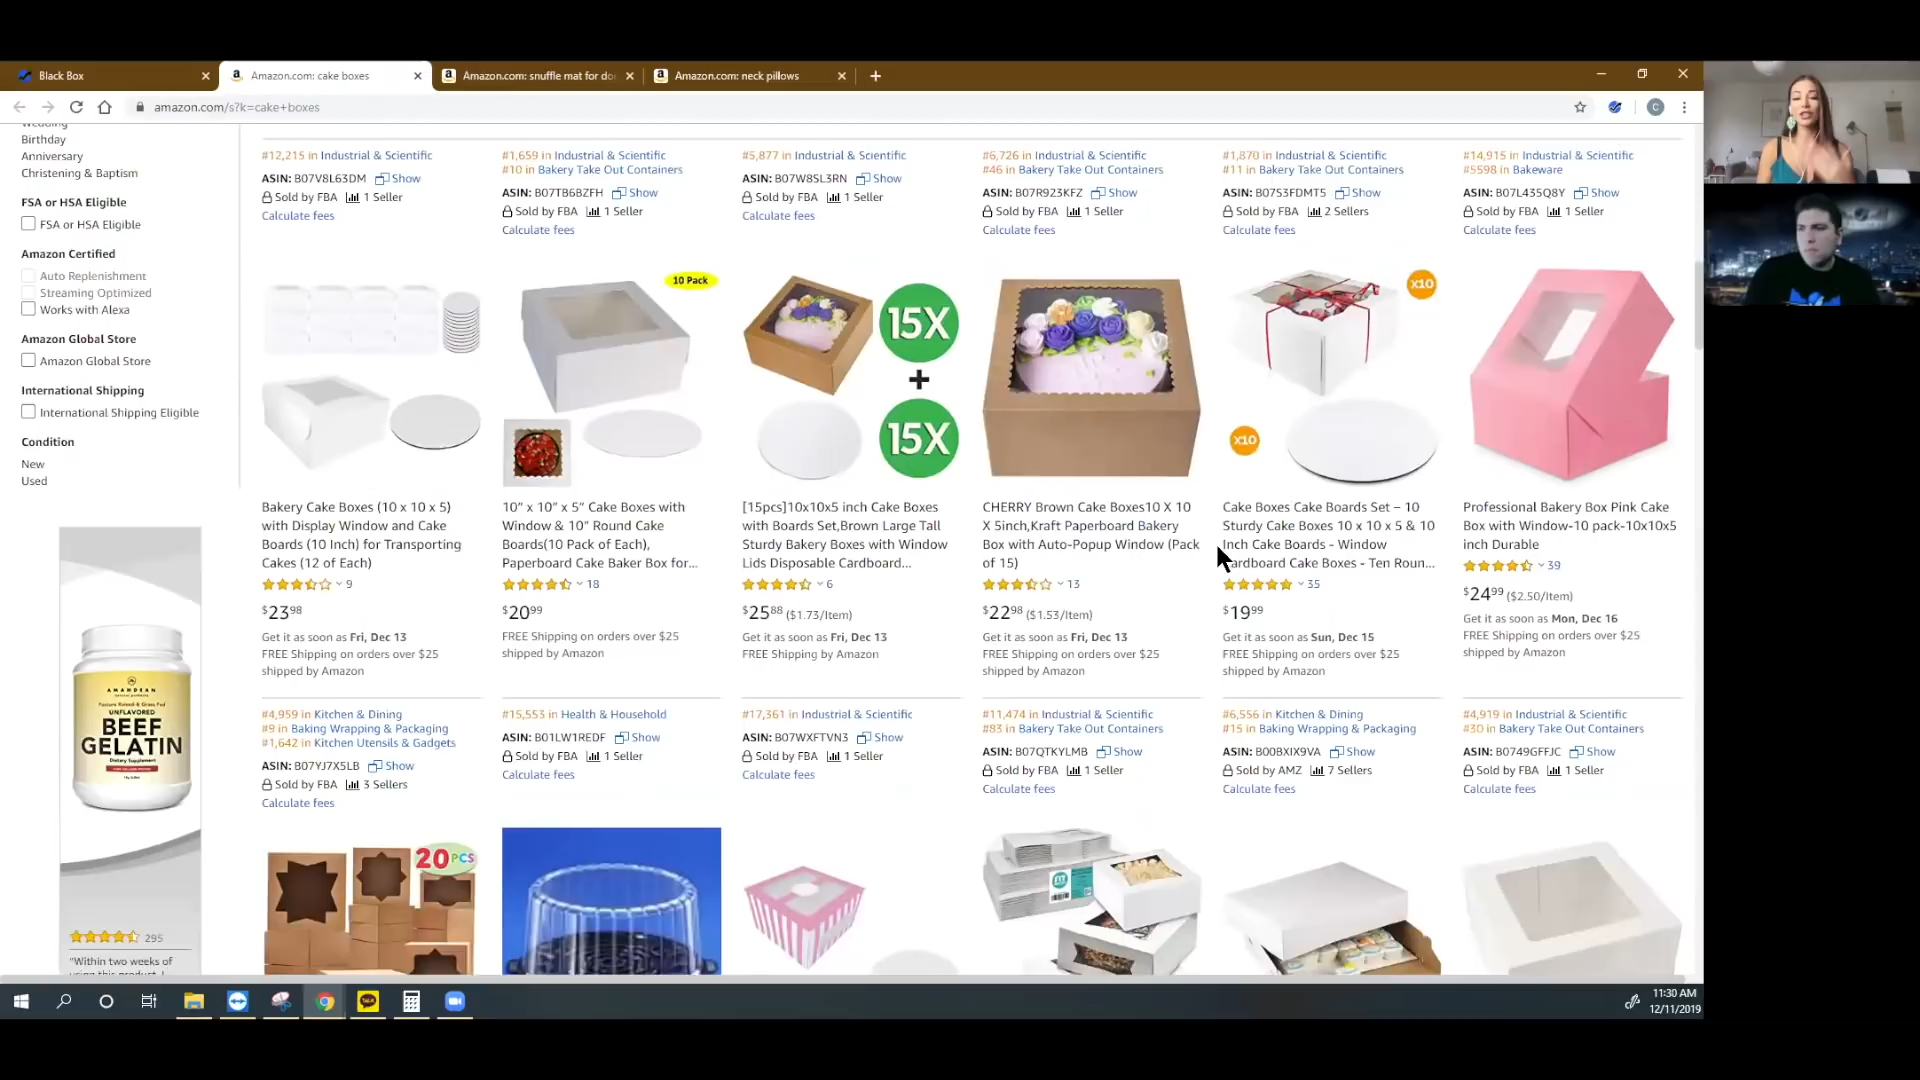 Black Box
Amazon.com: cake boxes
Amazon.com: snuffle mat for do
Amazon.com: neck pillows
amazon.com/s?k=cake+boxes
C
Wedding
Birthday
Anniversary
Christening & Baptism
FSA or HSA Eligible
FSA or HSA Eligible
Amazon Certified
Auto Replenishment
Streaming Optimized
Works with Alexa
Amazon Global Store
Amazon Global Store
International Shipping
International Shipping Eligible
Condition
New
Used
#12,215 in Industrial & Scientific
ASIN: B07V8L63DM Show
Sold by FBA 1 Seller
Calculate fees
#1,659 in Industrial & Scientific
#10 in Bakery Take Out Containers
ASIN: B07TB6BZFH Show
Sold by FBA 1 Seller
Calculate fees
#5,877 in Industrial & Scientific
ASIN: B07W8SL3RN Show
Sold by FBA 1 Seller
Calculate fees
#6,726 in Industrial & Scientific
#46 in Bakery Take Out Containers
ASIN: B07R923KFZ Show
Sold by FBA 1 Seller
Calculate fees
#1,870 in Industrial & Scientific
#11 in Bakery Take Out Containers
ASIN: B07S3FDMT5 Show
Sold by FBA 2 Sellers
Calculate fees
#14,915 in Industrial & Scientific
#5598 in Bakeware
ASIN: B07L435Q8Y Show
Sold by FBA 1 Seller
Calculate fees
10 Pack
15X
+
15X
x10
x10
Bakery Cake Boxes (10 x 10 x 5)
with Display Window and Cake
Boards (10 Inch) for Transporting
Cakes (12 of Each)
9
$23 98
Get it as soon as Fri, Dec 13
FREE Shipping on orders over $25
shipped by Amazon
10" x 10" x 5" Cake Boxes with
Window & 10" Round Cake
Boards(10 Pack of Each),
Paperboard Cake Baker Box for...
18
$20 99
FREE Shipping on orders over $25
shipped by Amazon
[15pcs]10x10x5 inch Cake Boxes
with Boards Set,Brown Large Tall
Sturdy Bakery Boxes with Window
Lids Disposable Cardboard...
6
$25 88 ($1.73/Item)
Get it as soon as Fri, Dec 13
FREE Shipping by Amazon
CHERRY Brown Cake Boxes10 X 10
X 5inch,Kraft Paperboard Bakery
Box with Auto-Popup Window (Pack
of 15)
13
$22 98 ($1.53/Item)
Get it as soon as Fri, Dec 13
FREE Shipping on orders over $25
shipped by Amazon
Cake Boxes Cake Boards Set – 10
Sturdy Cake Boxes 10 x 10 x 5 & 10
Inch Cake Boards - Window
Cardboard Cake Boxes - Ten Roun...
35
$19 99
Get it as soon as Sun, Dec 15
FREE Shipping on orders over $25
shipped by Amazon
Professional Bakery Box Pink Cake
Box with Window-10 pack-10x10x5
inch Durable
39
$24 99 ($2.50/Item)
Get it as soon as Mon, Dec 16
FREE Shipping on orders over $25
shipped by Amazon
#4,959 in Kitchen & Dining
#9 in Baking Wrapping & Packaging
#1,642 in Kitchen Utensils & Gadgets
ASIN: B07YJ7X5LB Show
Sold by FBA 3 Sellers
Calculate fees
#15,553 in Health & Household
ASIN: B01LW1REDF Show
Sold by FBA 1 Seller
Calculate fees
#17,361 in Industrial & Scientific
ASIN: B07WXFTVN3 Show
Sold by FBA 1 Seller
Calculate fees
#11,474 in Industrial & Scientific
#83 in Bakery Take Out Containers
ASIN: B07QTKYLMB Show
Sold by FBA 1 Seller
Calculate fees
#6,556 in Kitchen & Dining
#15 in Baking Wrapping & Packaging
ASIN: B00BXIX9VA Show
Sold by AMZ 7 Sellers
Calculate fees
#4,919 in Industrial & Scientific
#30 in Bakery Take Out Containers
ASIN: B0749GFFJC Show
Sold by FBA 1 Seller
Calculate fees
AMANDEAN
UNFLAVORED
BEEF
GELATIN
Dietary Supplement
295
"Within two weeks of
using this product, I
20 PCS
11:30 AM
12/11/2019